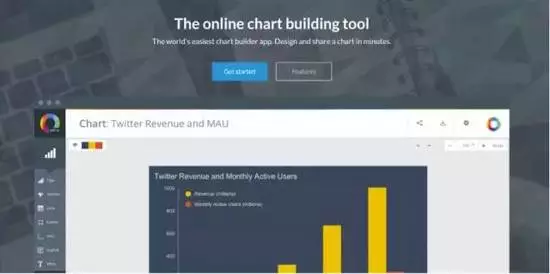 The online chart building tool
The world's easiest chart builder app. Design and share a chart in minutes.
Get started
Features
Chart: Twitter Revenue and MAU
Twitter Revenue and Monthly Active Users
1000
800
600
400
Revenue (millions)
Monthly Active Users (millions)